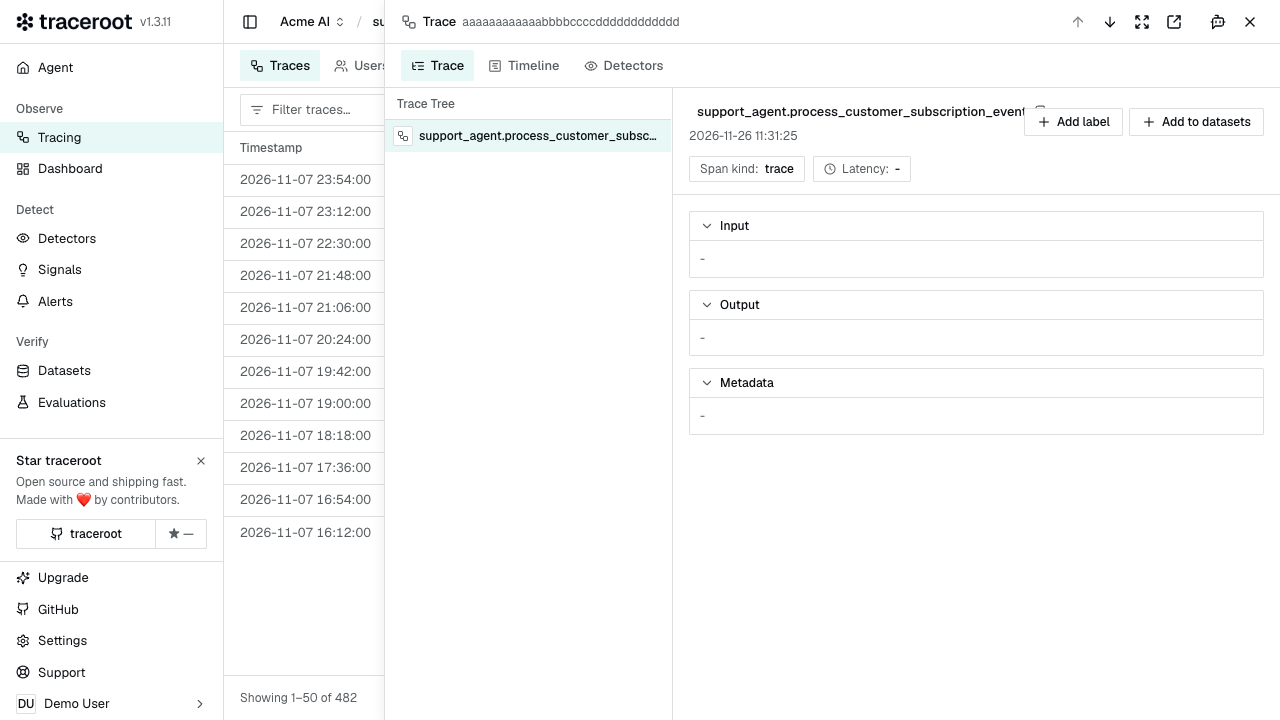 traceroot v1.3.11
Agent
Observe
Tracing
Dashboard
Detect
Detectors
Signals
Alerts
Verify
Datasets
Evaluations
Star traceroot
Open source and shipping fast.
Made with ❤️ by contributors.
traceroot
★ —
Upgrade
GitHub
Settings
Support
DU Demo User
Acme AI / su
Traces Users
Filter traces...
Timestamp
2026-11-07 23:54:00
2026-11-07 23:12:00
2026-11-07 22:30:00
2026-11-07 21:48:00
2026-11-07 21:06:00
2026-11-07 20:24:00
2026-11-07 19:42:00
2026-11-07 19:00:00
2026-11-07 18:18:00
2026-11-07 17:36:00
2026-11-07 16:54:00
2026-11-07 16:12:00
Showing 1–50 of 482
Trace aaaaaaaaaaaabbbbccccdddddddddddd
Trace Timeline Detectors
Trace Tree
support_agent.process_customer_subsc...
support_agent.process_customer_subscription_event
2026-11-26 11:31:25
Add label
Add to datasets
Span kind: trace
Latency: -
Input
-
Output
-
Metadata
-